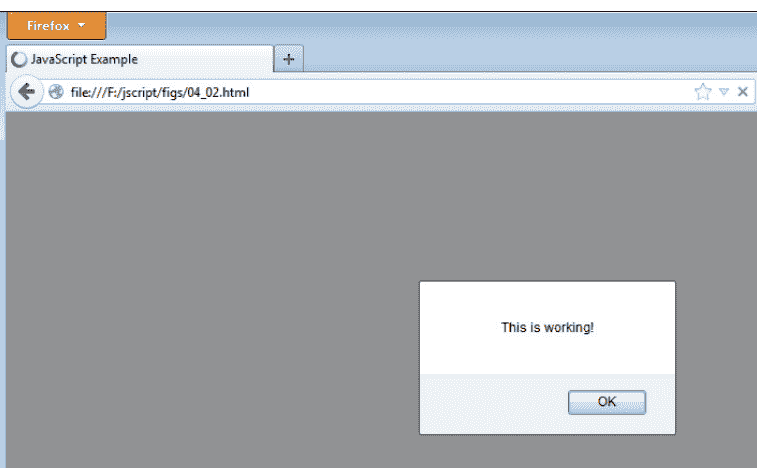 Firefox
JavaScript Example
file:///F:/jscript/figs/04_02.html
This is working!
OK